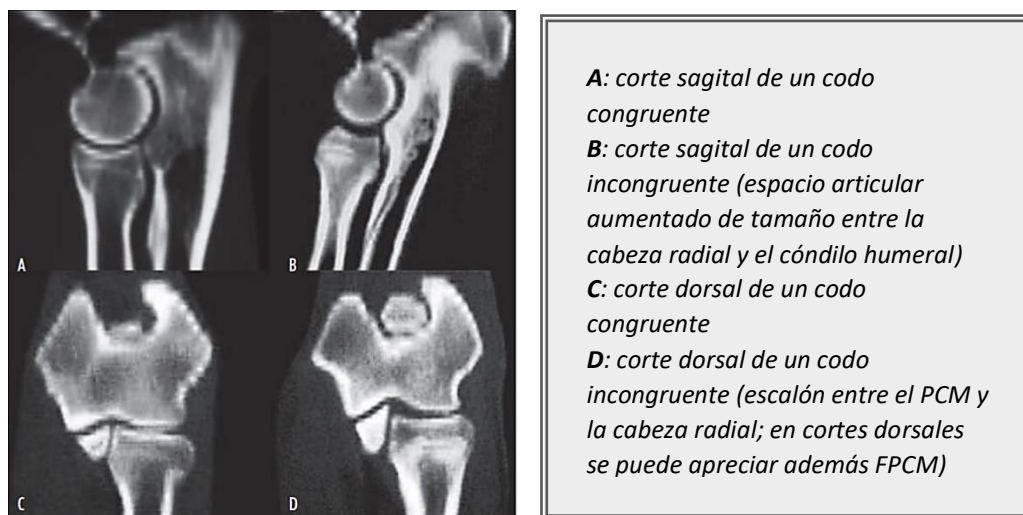 A
B
C
D
A: corte sagital de un codo
congruente
B: corte sagital de un codo
incongruente (espacio articular
aumentado de tamaño entre la
cabeza radial y el cóndilo humeral)
C: corte dorsal de un codo
congruente
D: corte dorsal de un codo
incongruente (escalón entre el PCM y
la cabeza radial; en cortes dorsales
se puede apreciar además FPCM)